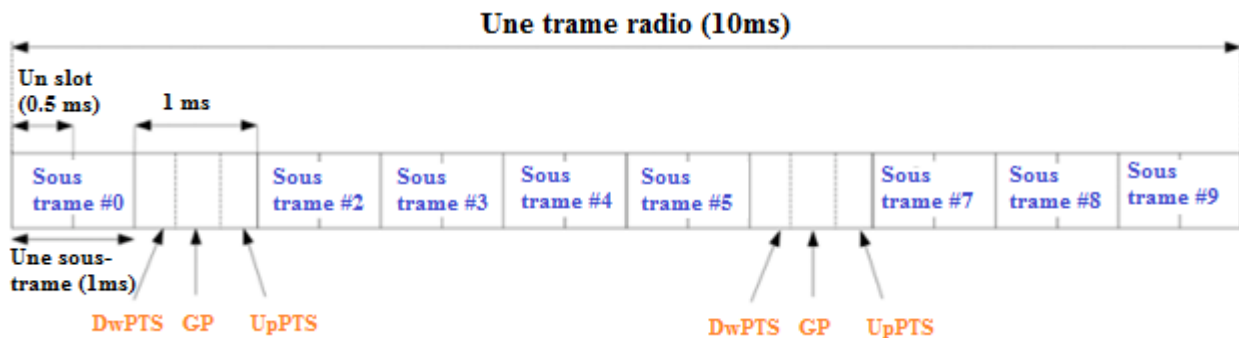 Une trame radio (10ms)
Un slot
(0.5 ms)
1 ms
Sous
trame #0
Sous
trame #2
Sous
trame #3
Sous
trame #4
Sous
trame #5
Sous
trame #7
Sous
trame #8
Sous
trame #9
Une sous-
trame (1ms)
DwPTS GP UpPTS
DwPTS GP UpPTS